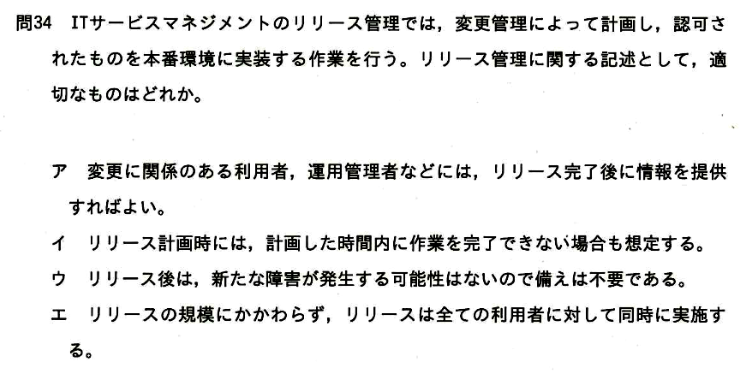 問34 ITサービスマネジメントのリリース管理では，変更管理によって計画し，認可さ
れたものを本番環境に実装する作業を行う。リリース管理に関する記述として，適
切なものはどれか。
ア 変更に関係のある利用者，運用管理者などには，リリース完了後に情報を提供
すればよい。
イ リリース計画時には，計画した時間内に作業を完了できない場合も想定する。
ウ リリース後は，新たな障害が発生する可能性はないので備えは不要である。
エ リリースの規模にかかわらず，リリースは全ての利用者に対して同時に実施す
る。